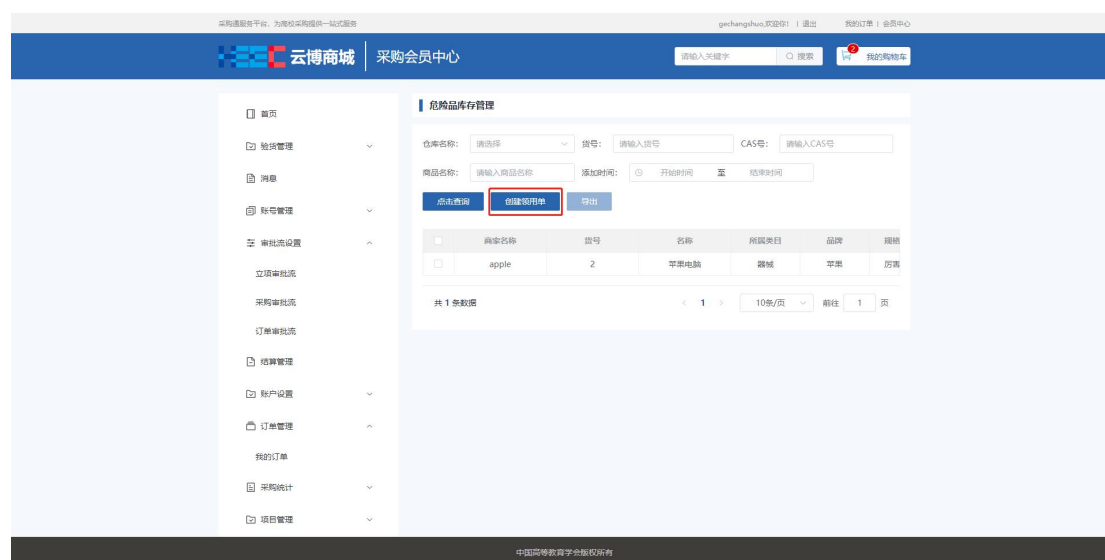 采购通服务平台，为高校采购提供一站式服务
gechangshuo,欢迎你! | 退出 我的订单 | 会员中心
HEEC 云博商城 采购会员中心 请输入关键字 搜索 2 我的购物车
首页
验货管理
消息
账号管理
审批流设置
立项审批流
采购审批流
订单审批流
结算管理
账户设置
订单管理
我的订单
采购统计
项目管理
危险品库存管理
仓库名称: 请选择 货号: 请输入货号 CAS号: 请输入CAS号
商品名称: 请输入商品名称 添加时间: 开始时间 至 结束时间
点击查询 创建领用单 导出
商家名称 货号 名称 所属类目 品牌 规格
apple 2 苹果电脑 器械 苹果 厉害
共 1 条数据 < 1 > 10条/页 前往 1 页
中国高等教育学会版权所有